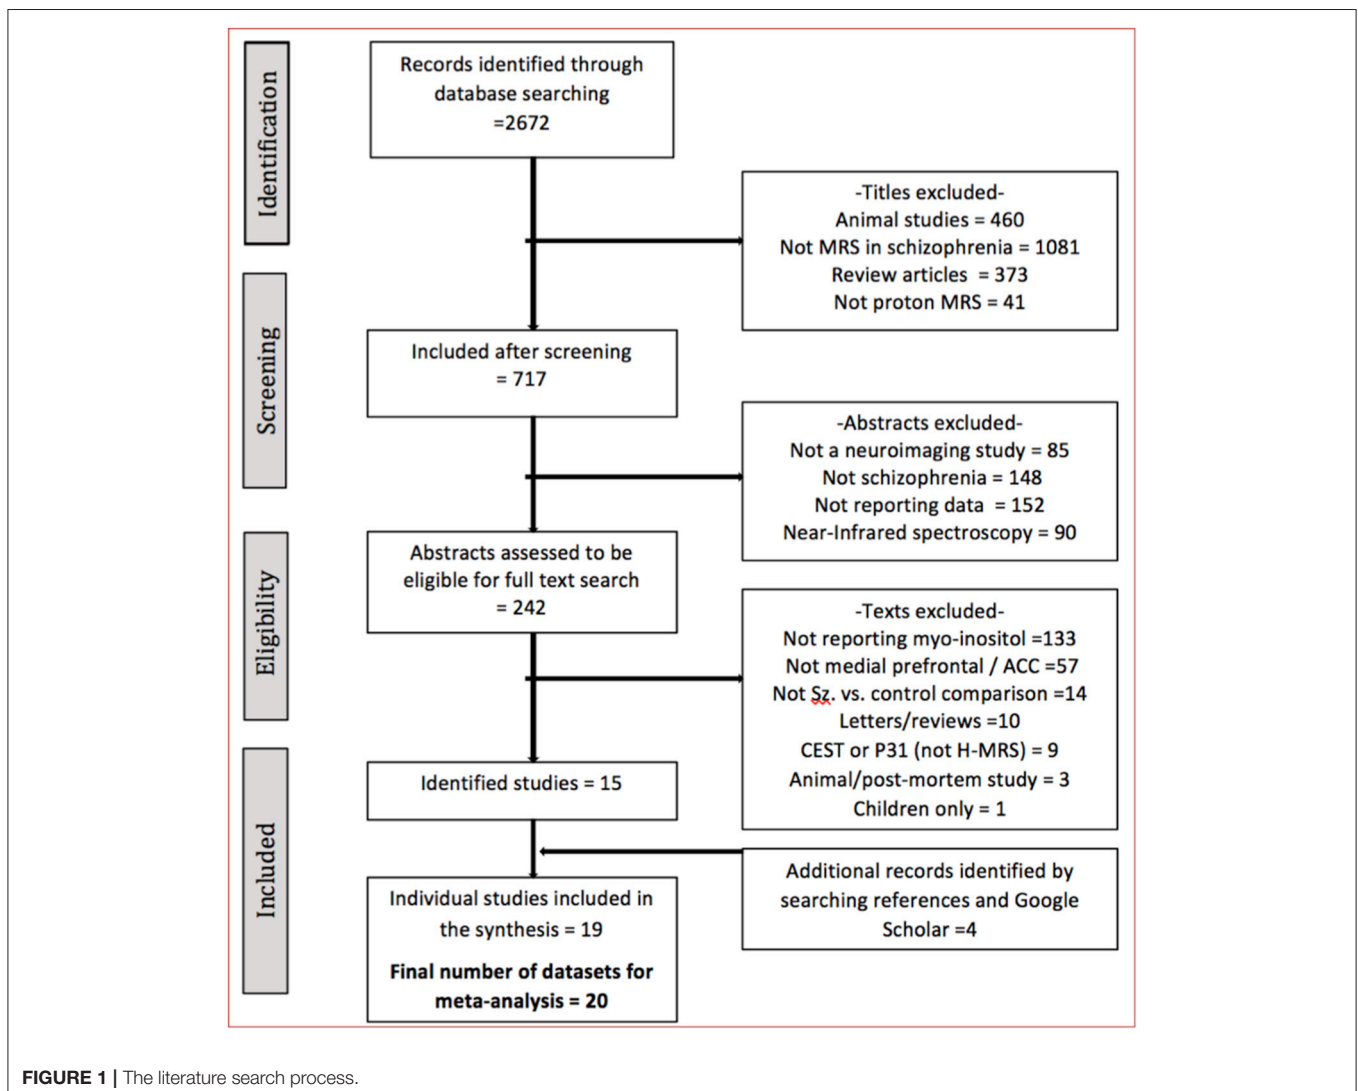 Identification
Records identified through
database searching
=2672
-Titles excluded-
Animal studies = 460
Not MRS in schizophrenia = 1081
Review articles = 373
Not proton MRS = 41
Screening
Included after screening
= 717
-Abstracts excluded-
Not a neuroimaging study = 85
Not schizophrenia = 148
Not reporting data = 152
Near-Infrared spectroscopy = 90
Eligibility
Abstracts assessed to be
eligible for full text search
= 242
-Texts excluded-
Not reporting myo-inositol =133
Not medial prefrontal / ACC =57
Not Sz. vs. control comparison =14
Letters/reviews =10
CEST or P31 (not H-MRS) = 9
Animal/post-mortem study = 3
Children only = 1
Included
Identified studies = 15
Additional records identified by
searching references and Google
Scholar =4
Individual studies included in
the synthesis = 19
Final number of datasets for
meta-analysis = 20
FIGURE 1 | The literature search process.